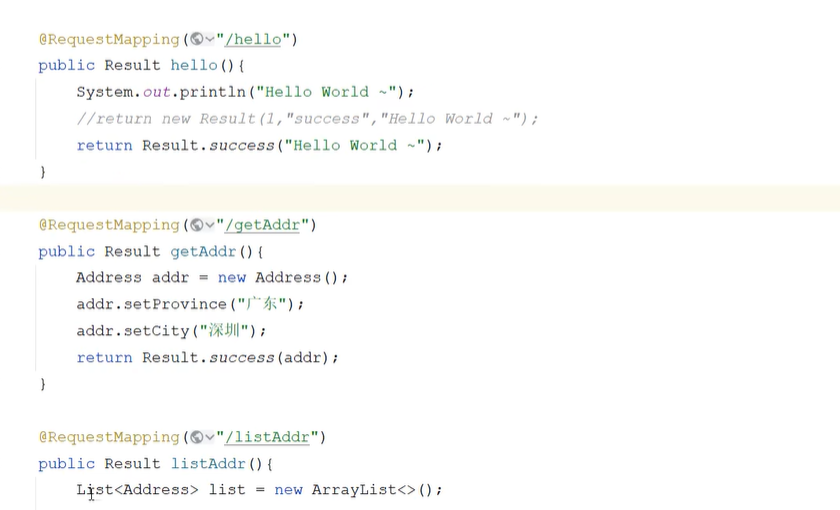 @RequestMapping("/hello")
public Result hello(){
System.out.println("Hello World ~");
//return new Result(1,"success","Hello World ~");
return Result.success("Hello World ~");
}
@RequestMapping("/getAddr")
public Result getAddr(){
Address addr = new Address();
addr.setProvince("广东");
addr.setCity("深圳");
return Result.success(addr);
}
@RequestMapping("/listAddr")
public Result listAddr(){
List<Address> list = new ArrayList<>();